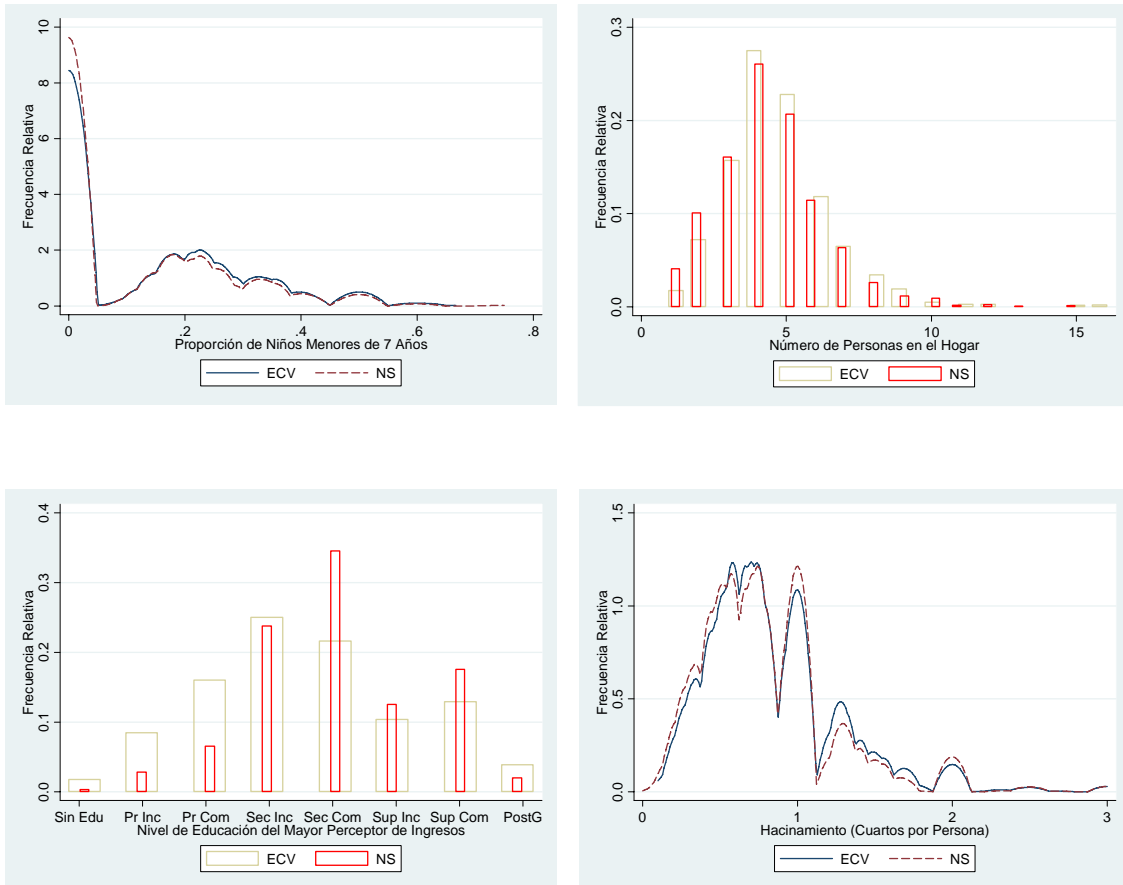 Frecuencia Relativa
10
8
6
4
2
0
0 .2 .4 .6 .8
Proporción de Niños Menores de 7 Años
ECV NS
Frecuencia Relativa
0.3
0.2
0.1
0.0
0 5 10 15
Número de Personas en el Hogar
ECV NS
Frecuencia Relativa
0.4
0.3
0.2
0.1
0.0
Sin Edu Pr Inc Pr Com Sec Inc Sec Com Sup Inc Sup Com PostG
Nivel de Educación del Mayor Perceptor de Ingresos
ECV NS
Frecuencia Relativa
1.5
1.0
0.5
0.0
0 1 2 3
Hacinamiento (Cuartos por Persona)
ECV NS